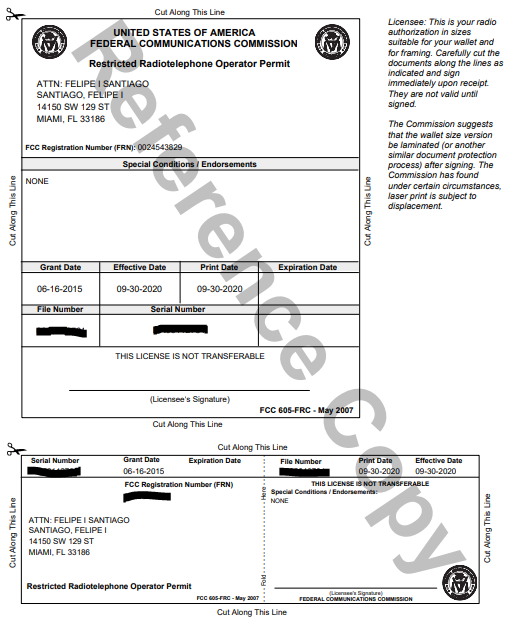 Cut Along This Line
UNITED STATES OF AMERICA
FEDERAL COMMUNICATIONS COMMISSION
Restricted Radiotelephone Operator Permit
ATTN: FELIPE I SANTIAGO
SANTIAGO, FELIPE I
14150 SW 129 ST
MIAMI, FL 33186
FCC Registration Number (FRN): 0024543829
Special Conditions / Endorsements
NONE
Grant Date Effective Date Print Date Expiration Date
06-16-2015 09-30-2020 09-30-2020
File Number Serial Number
THIS LICENSE IS NOT TRANSFERABLE
(Licensee's Signature)
FCC 605-FRC - May 2007
Cut Along This Line
Cut Along This Line
Cut Along This Line
Licensee: This is your radio
authorization in sizes
suitable for your wallet and
for framing. Carefully cut the
documents along the lines as
indicated and sign
immediately upon receipt.
They are not valid until
signed.
The Commission suggests
that the wallet size version
be laminated (or another
similar document protection
process) after signing. The
Commission has found
under certain circumstances,
laser print is subject to
displacement.
Reference Copy
Cut Along This Line
Serial Number Grant Date Expiration Date
06-16-2015
FCC Registration Number (FRN)
ATTN: FELIPE I SANTIAGO
SANTIAGO, FELIPE I
14150 SW 129 ST
MIAMI, FL 33186
Restricted Radiotelephone Operator Permit
FCC 605-FRC - May 2007
Fold Here
File Number Print Date Effective Date
09-30-2020 09-30-2020
THIS LICENSE IS NOT TRANSFERABLE
Special Conditions / Endorsements:
NONE
(Licensee's Signature)
FEDERAL COMMUNICATIONS COMMISSION
Cut Along This Line
Cut Along This Line
Cut Along This Line